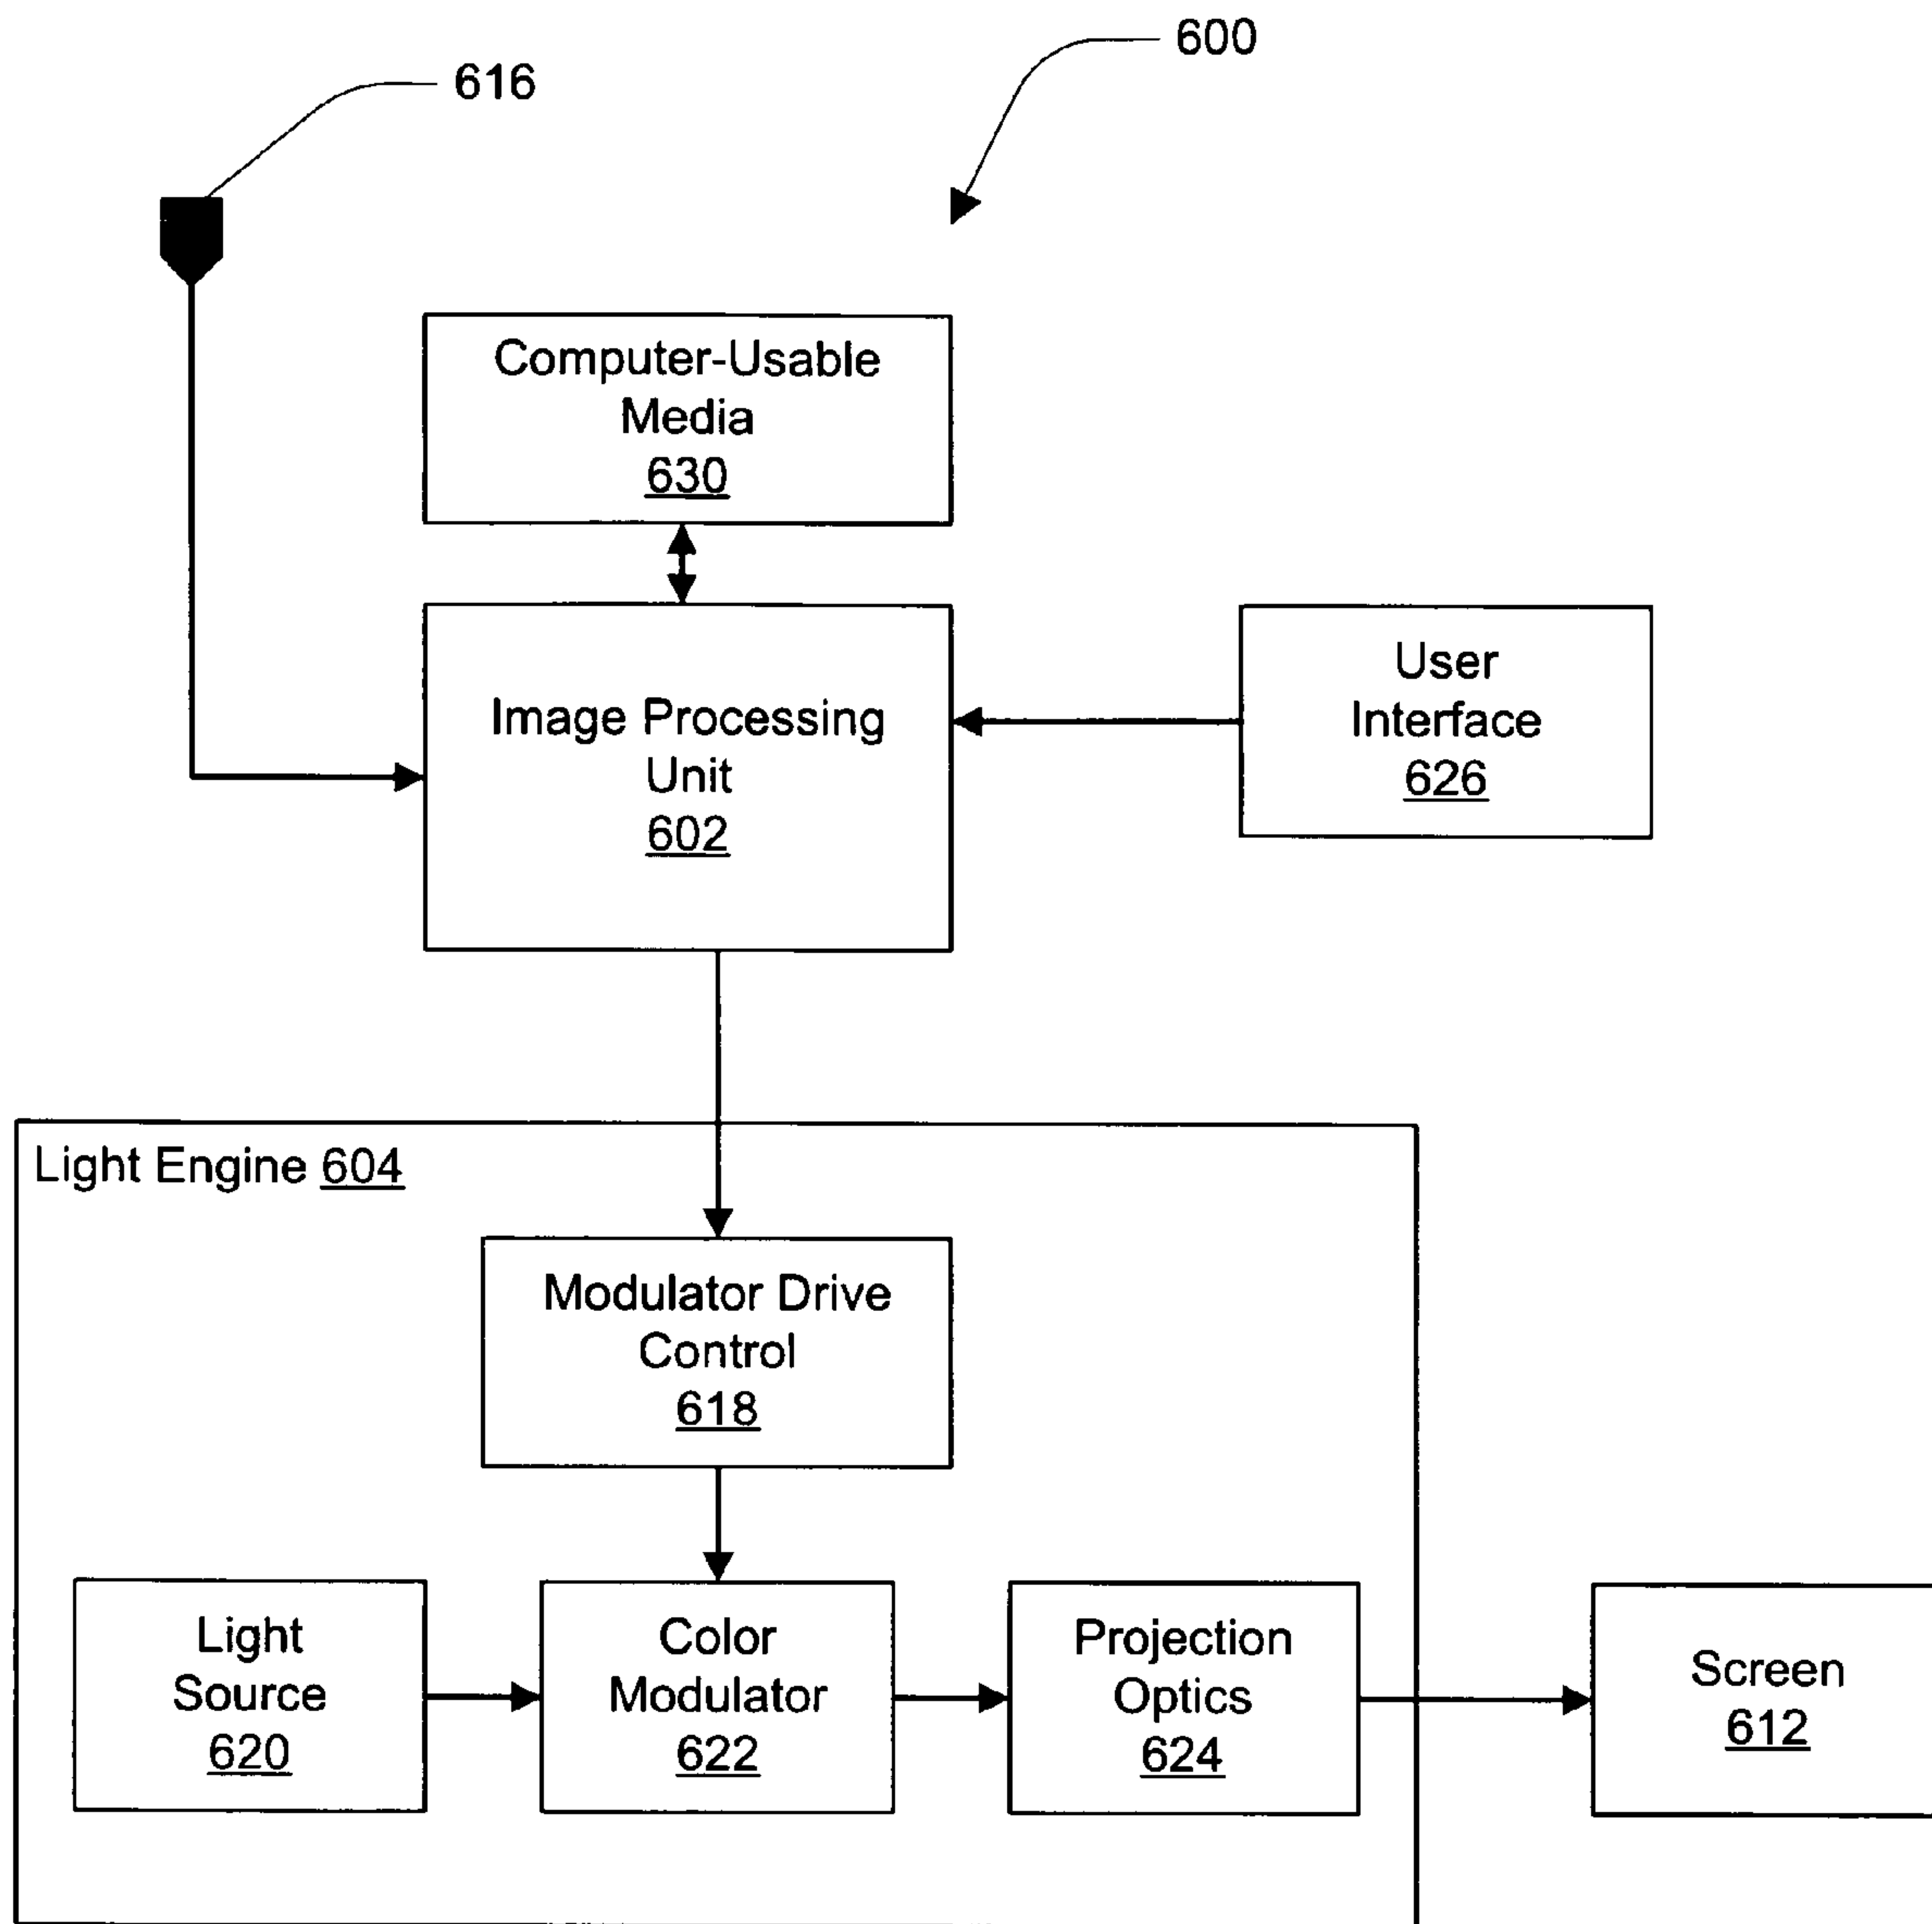 600
616
Computer-Usable
Media
630
Image Processing
Unit
602
User
Interface
626
Light Engine 604
Modulator Drive
Control
618
Light
Source
620
Color
Modulator
622
Projection
Optics
624
Screen
612